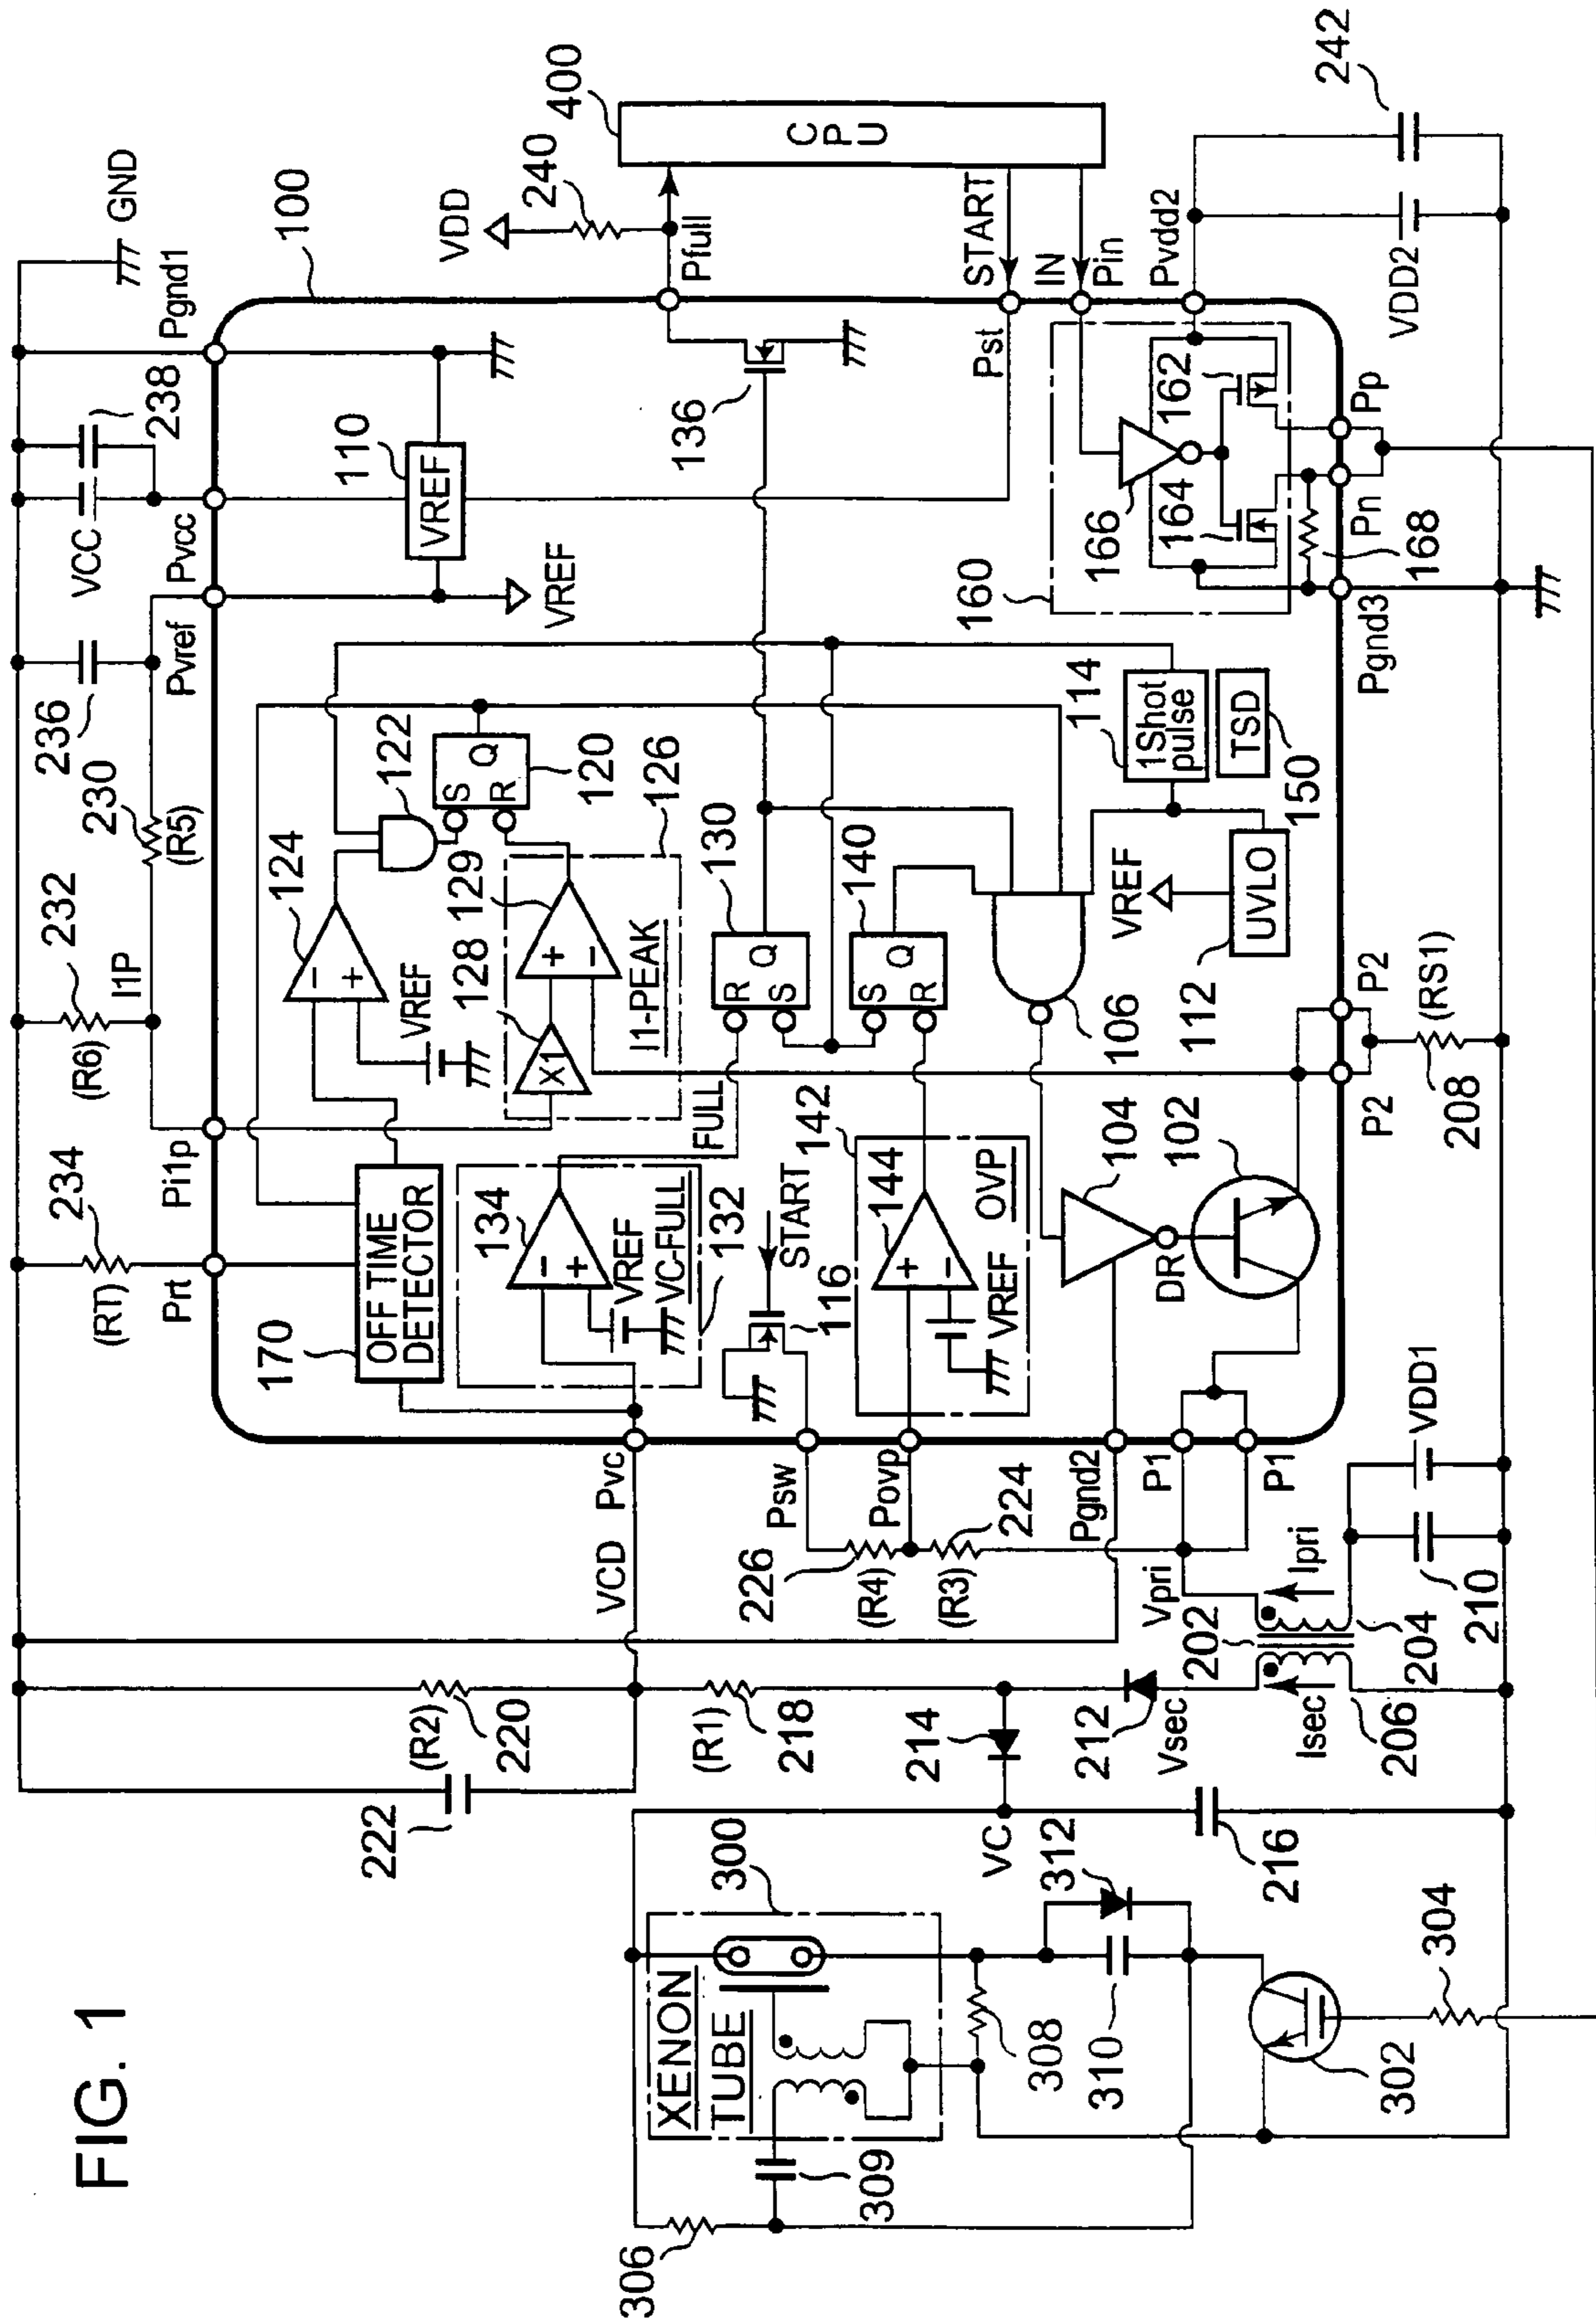 FIG. 1
GND
Pgnd1
100
VDD
240
400
CPU
Pfull
START
IN
Pin
Pst
Pvdd2
242
VDD2
238
VCC
Pvcc
110
VREF
VREF
136
160
166
164
162
168
Pp
Pn
Pgnd3
236
Pvref
230
(R5)
232
(R6)
I1P
Pi1p
234
(RT)
Prt
124
VREF
122
S
R
Q
120
126
129
128
X1
I1-PEAK
130
R
S
Q
140
S
R
Q
114
1Shot
pulse
TSD
150
VREF
UVLO
112
106
P2
P2
(RS1)
208
170
OFF TIME
DETECTOR
FULL
134
VREF
VC-FULL
132
START
116
142
144
OVP
VREF
104
DR
102
Pvc
VCD
Psw
Povp
Pgnd2
P1
P1
226
(R4)
224
(R3)
Vpri
Ipri
202
204
210
VDD1
(R2)
220
222
(R1)
218
214
212
Vsec
Isec
206
VC
216
300
XENON
TUBE
312
308
310
309
306
304
302